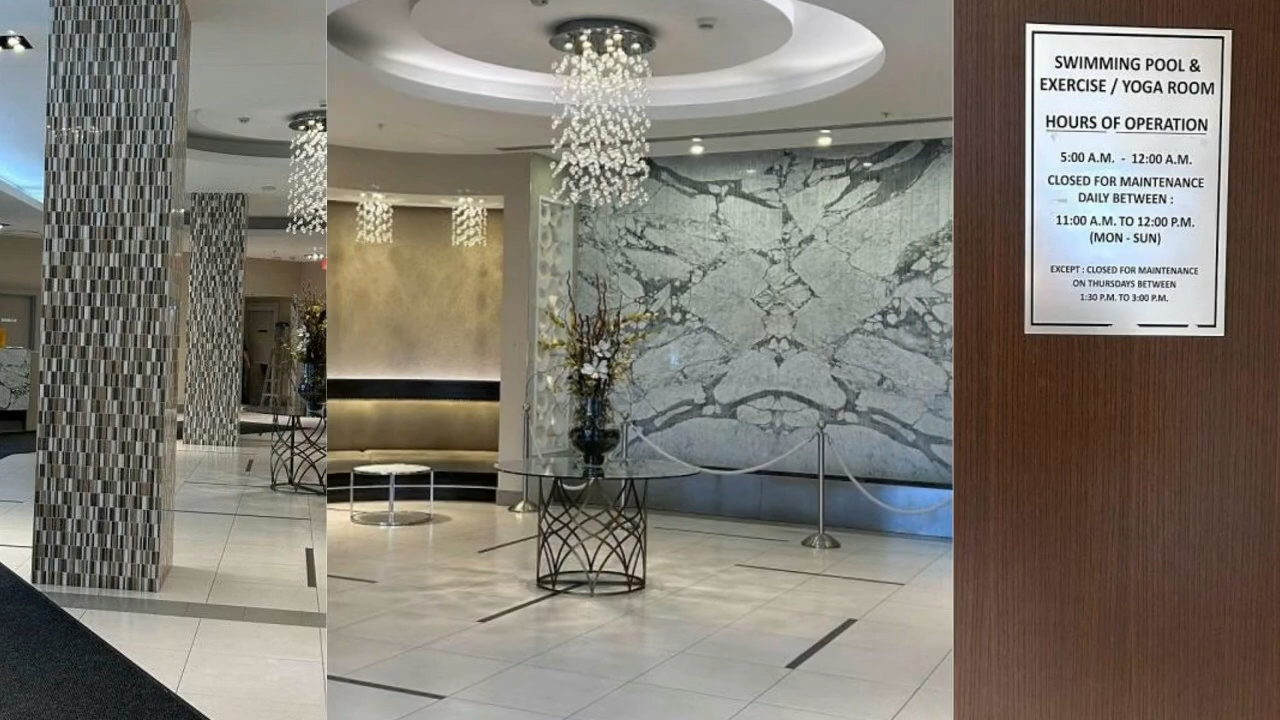 SWIMMING POOL &
EXERCISE / YOGA ROOM
HOURS OF OPERATION
5:00 A.M. - 12:00 A.M.
CLOSED FOR MAINTENANCE
DAILY BETWEEN :
11:00 A.M. TO 12:00 P.M.
(MON - SUN)
EXCEPT : CLOSED FOR MAINTENANCE
ON THURSDAYS BETWEEN
1:30 P.M. TO 3:00 P.M.